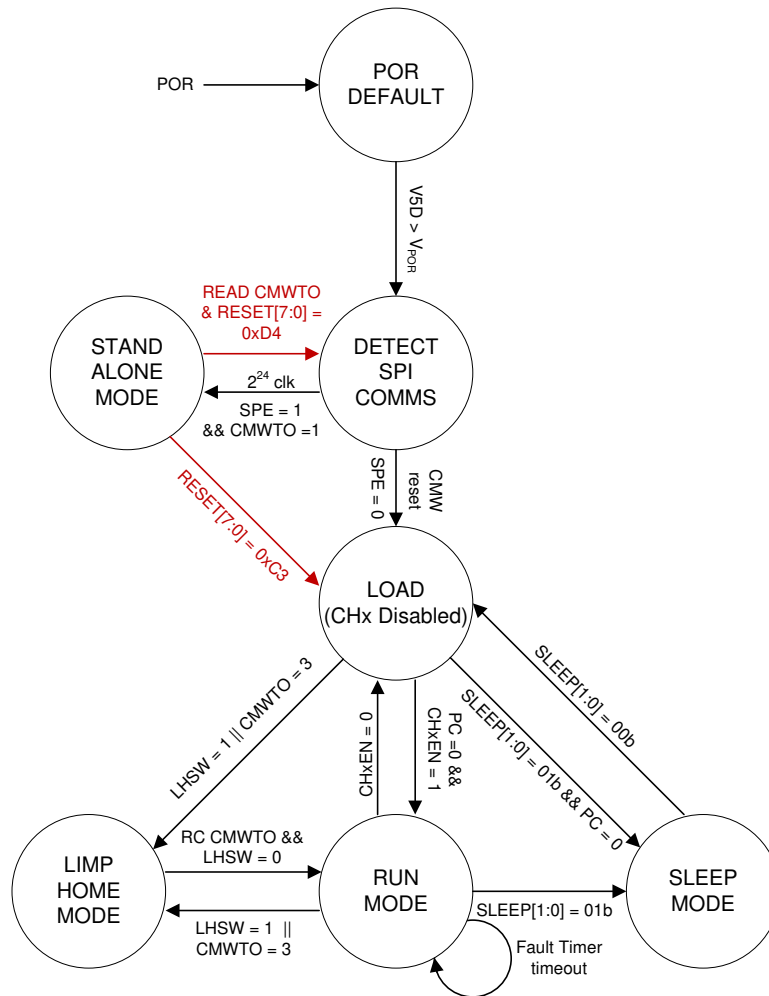 POR
DEFAULT
POR
V5D > VPOR
READ CMWTO
& RESET[7:0] =
0xD4
STAND
ALONE
MODE
DETECT
SPI
COMMS
2²⁴ clk
SPE = 1
&& CMWTO =1
RESET[7:0] = 0xC3
SPE = 0
CMW
reset
LOAD
(CHx Disabled)
LHSW = 1 || CMWTO = 3
CHxEN = 0
PC =0 &&
CHxEN = 1
SLEEP[1:0] = 01b && PC = 0
SLEEP[1:0] = 00b
LIMP
HOME
MODE
RC CMWTO &&
LHSW = 0
LHSW = 1 ||
CMWTO = 3
RUN
MODE
SLEEP[1:0] = 01b
SLEEP
MODE
Fault Timer
timeout